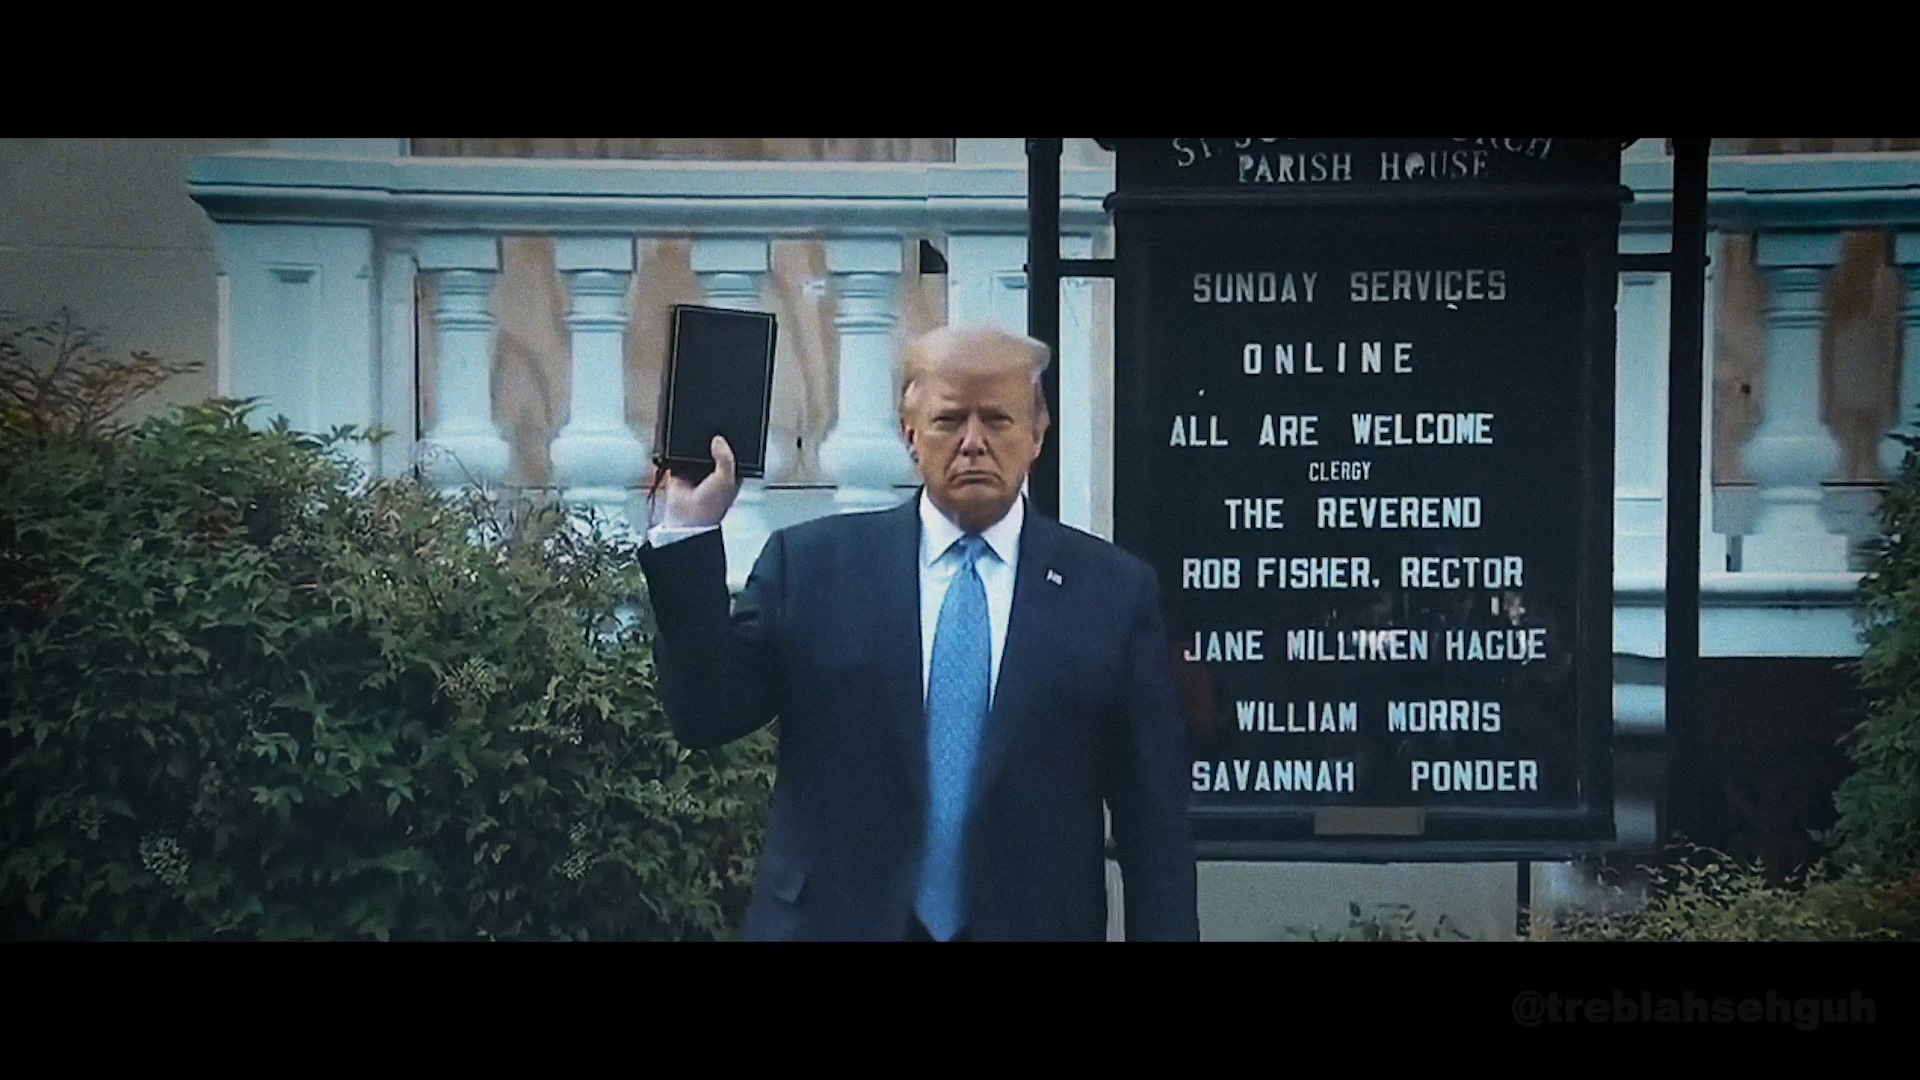 PARISH HOUSE
SUNDAY SERVICES
ONLINE
ALL ARE WELCOME
CLERGY
THE REVEREND
ROB FISHER, RECTOR
JANE MILLIKEN HAGUE
WILLIAM MORRIS
SAVANNAH PONDER
@treblahsehguh